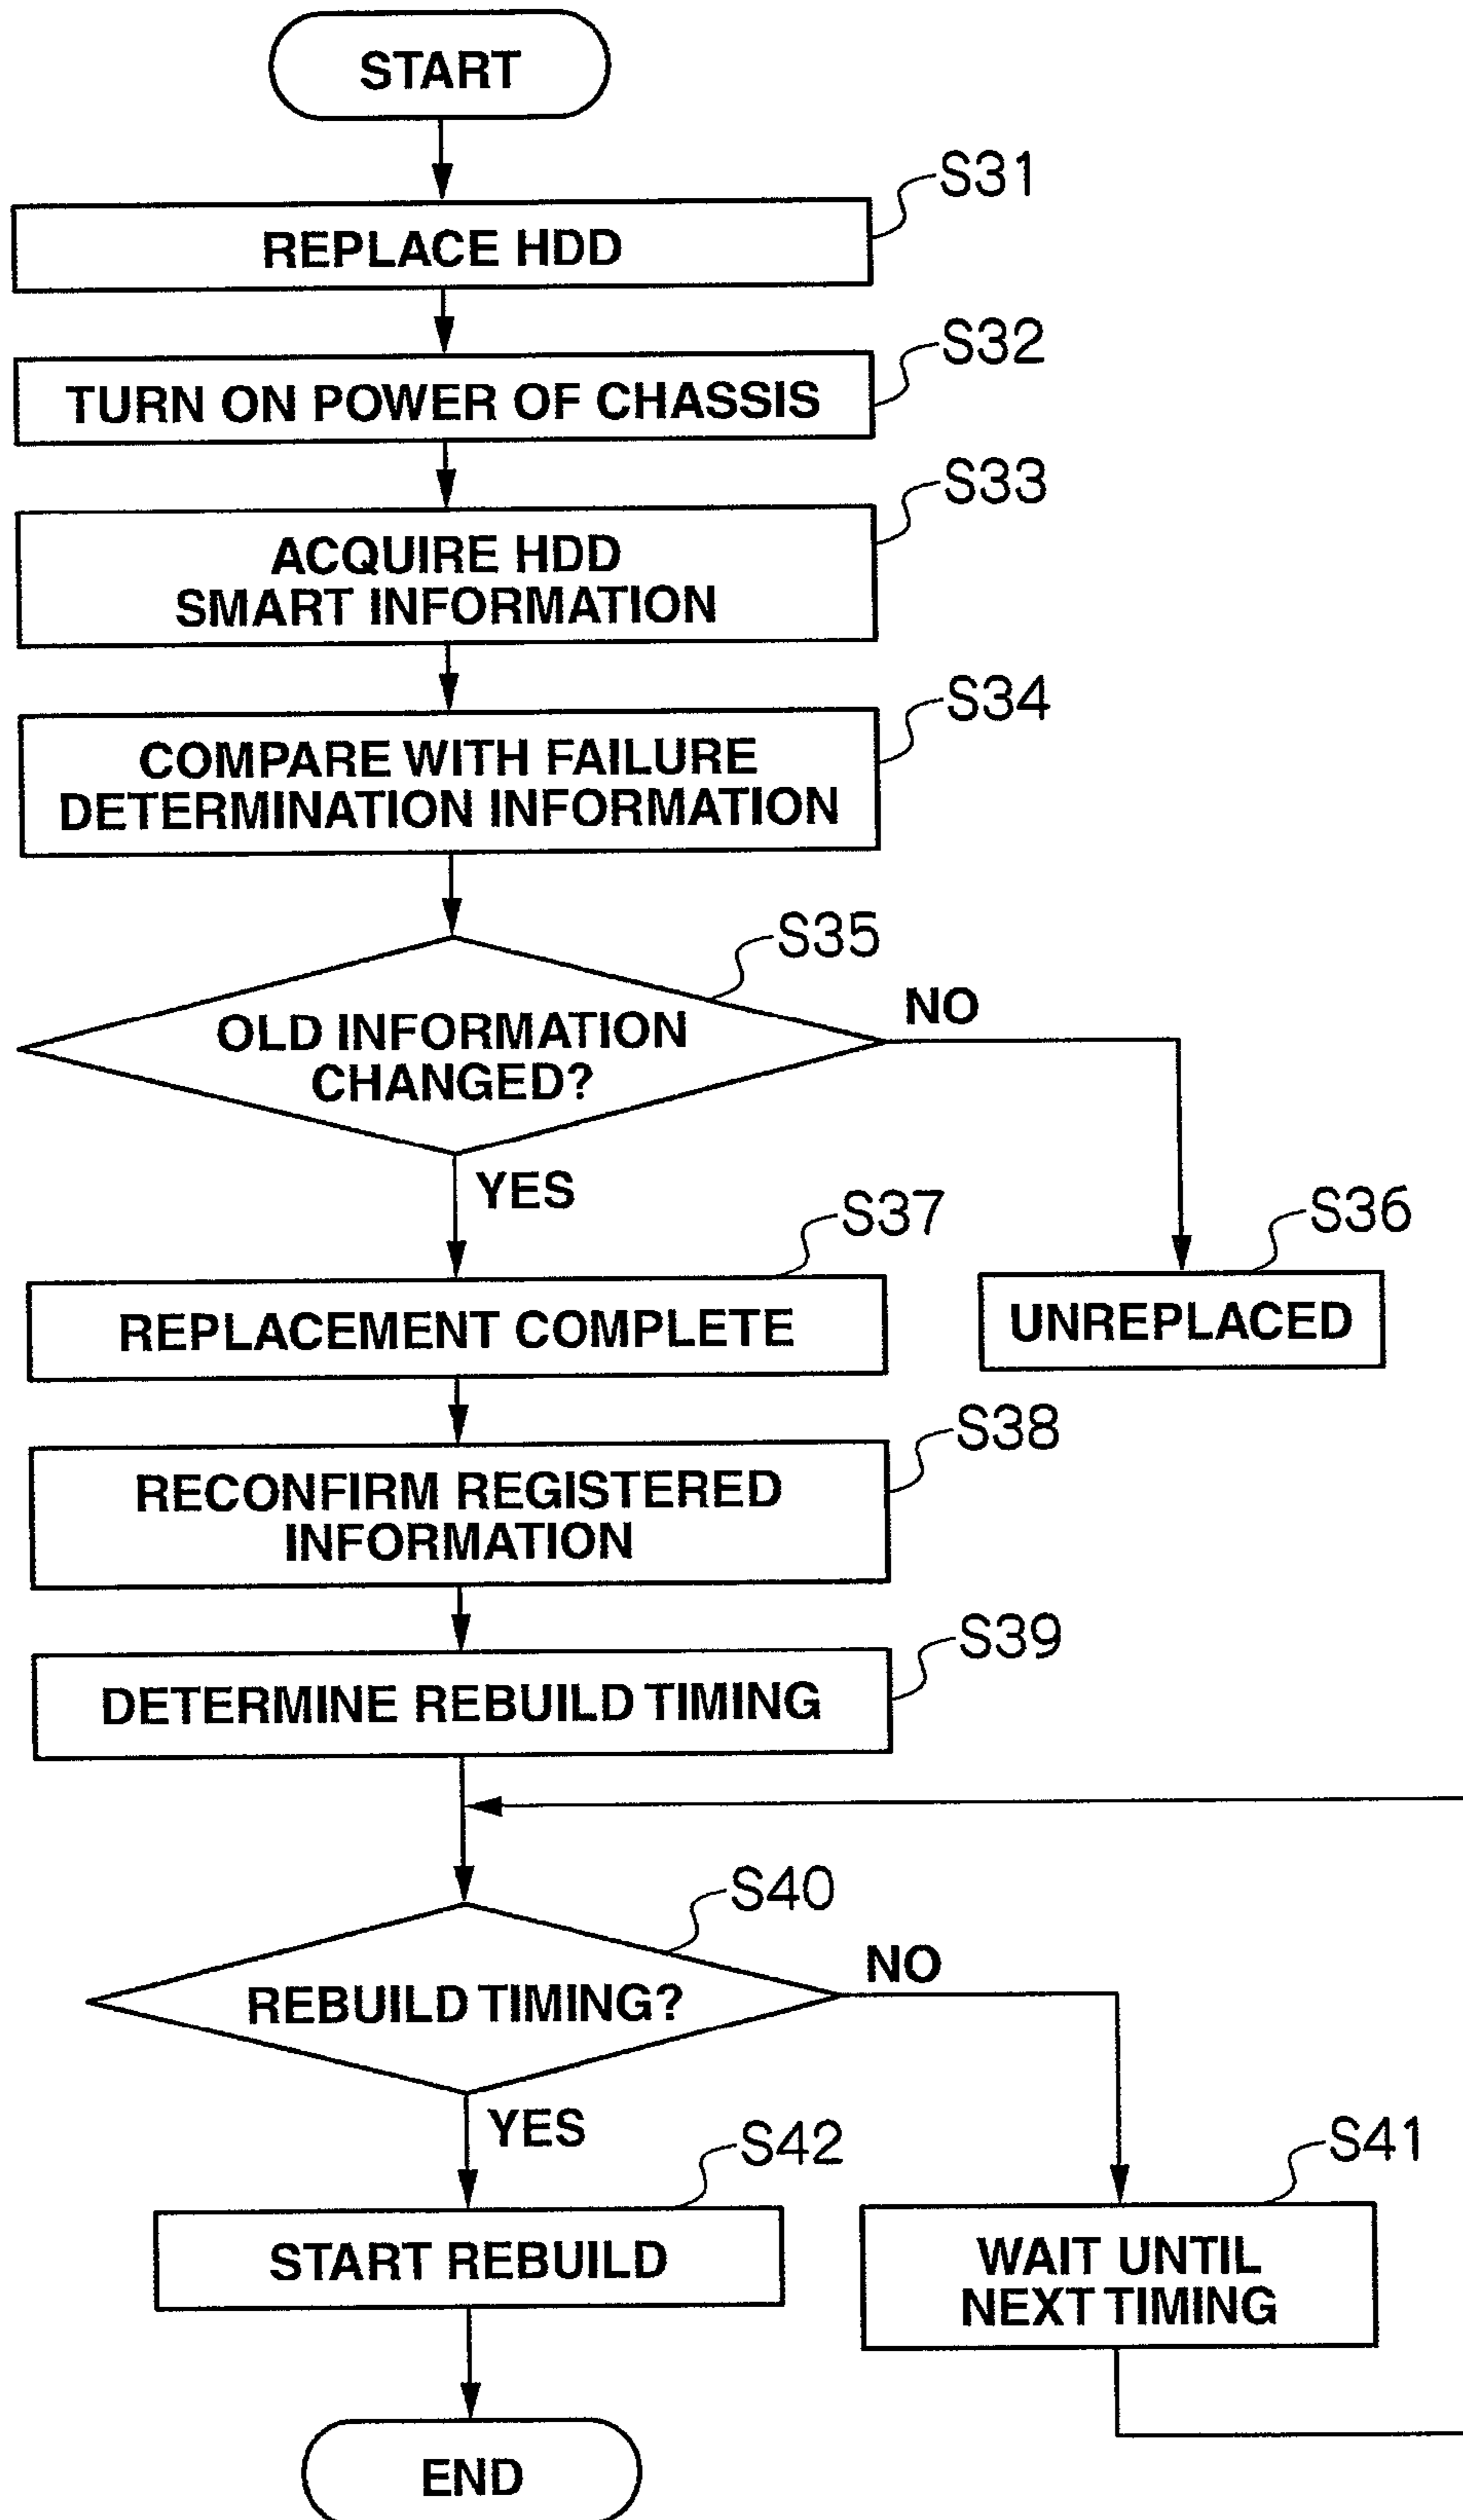 START
S31
REPLACE HDD
S32
TURN ON POWER OF CHASSIS
S33
ACQUIRE HDD
SMART INFORMATION
S34
COMPARE WITH FAILURE
DETERMINATION INFORMATION
S35
OLD INFORMATION
CHANGED?
NO
YES
S37
REPLACEMENT COMPLETE
S36
UNREPLACED
S38
RECONFIRM REGISTERED
INFORMATION
S39
DETERMINE REBUILD TIMING
S40
REBUILD TIMING?
NO
YES
S42
START REBUILD
S41
WAIT UNTIL
NEXT TIMING
END